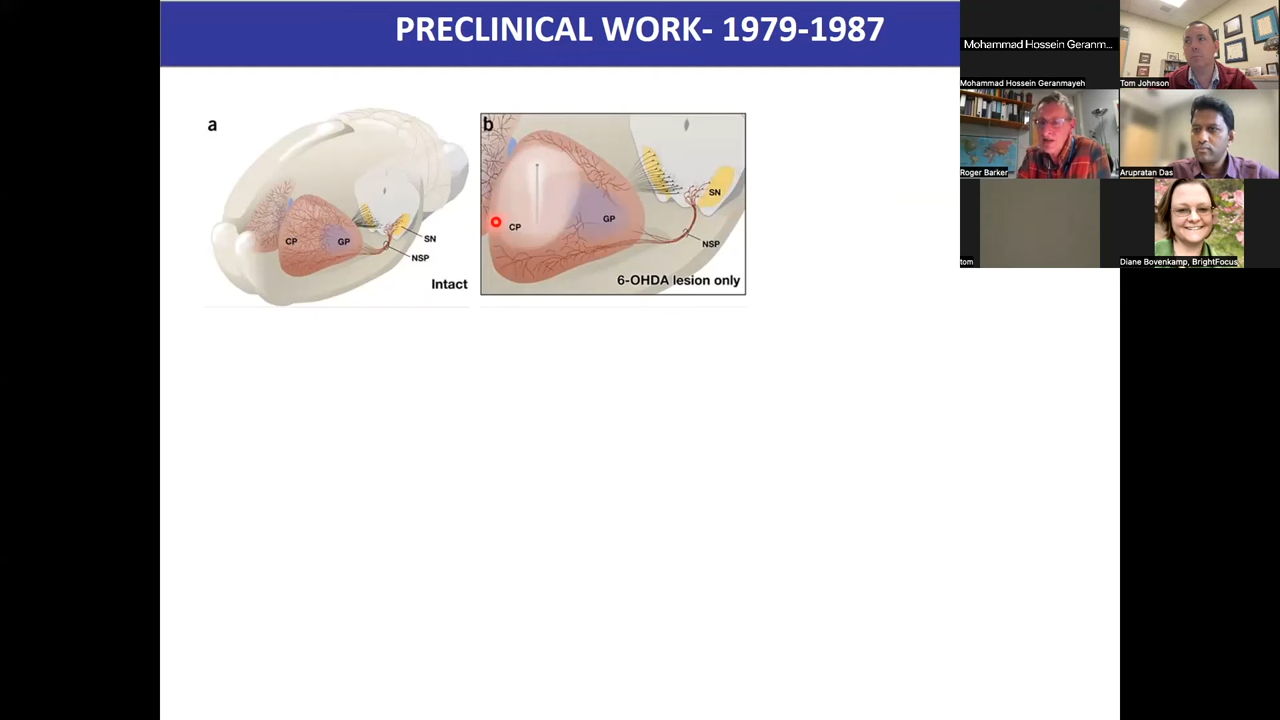 PRECLINICAL WORK- 1979-1987
a
CP
GP
SN
NSP
Intact
b
CP
GP
SN
NSP
6-OHDA lesion only
Mohammad Hossein Geranm...
Mohammad Hossein Geranmayeh
Tom Johnson
Roger Barker
Arupratan Das
tom
Diane Bovenkamp, BrightFocus